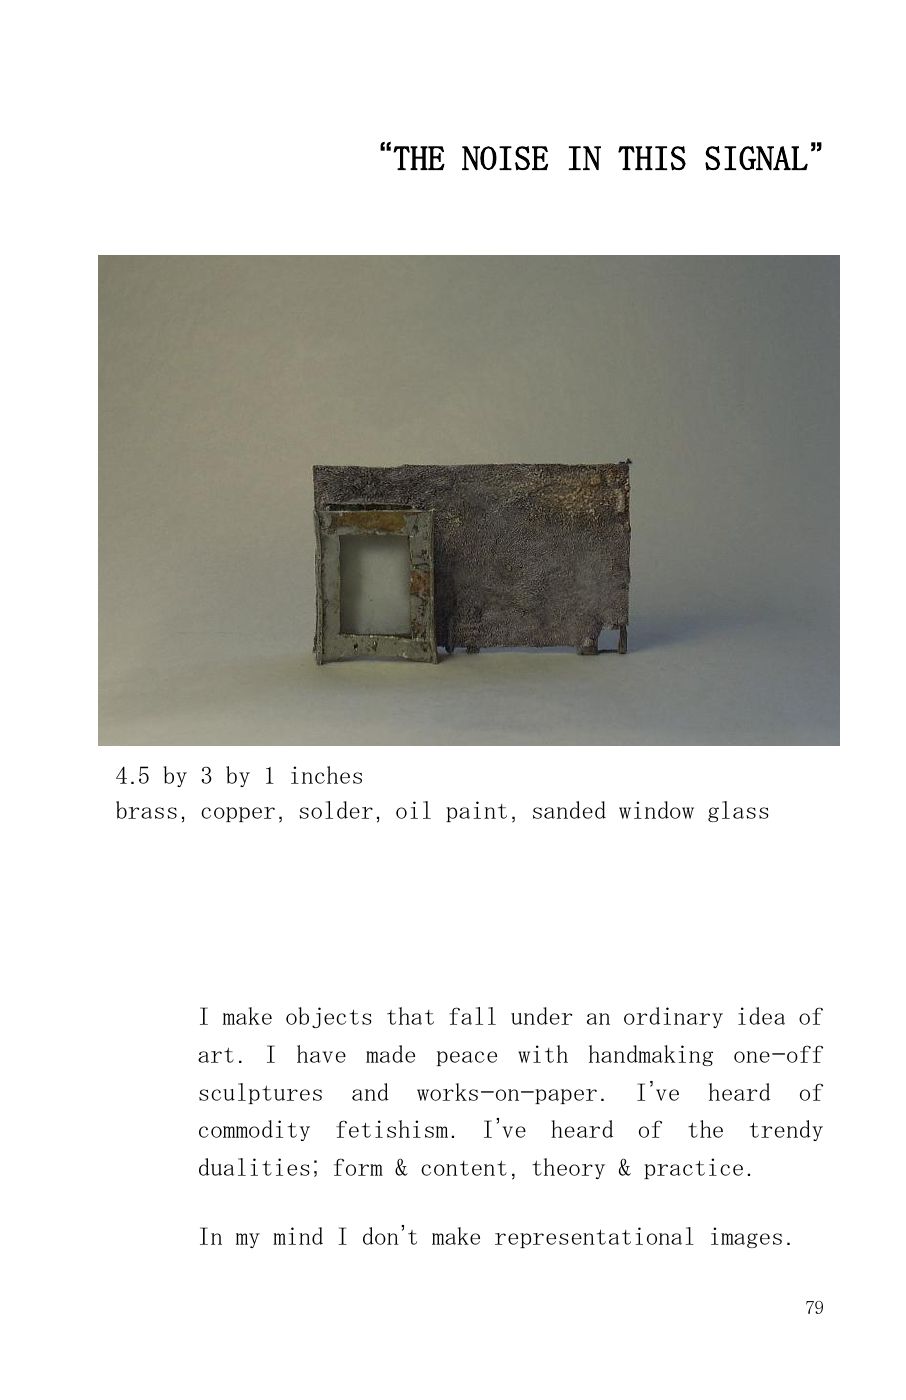 “THE NOISE IN THIS SIGNAL”
4.5 by 3 by 1 inches
brass, copper, solder, oil paint, sanded window glass
I make objects that fall under an ordinary idea of
art. I have made peace with handmaking one-off
sculptures and works-on-paper. I’ve heard of
commodity fetishism. I’ve heard of the trendy
dualities; form & content, theory & practice.
In my mind I don’t make representational images.
79